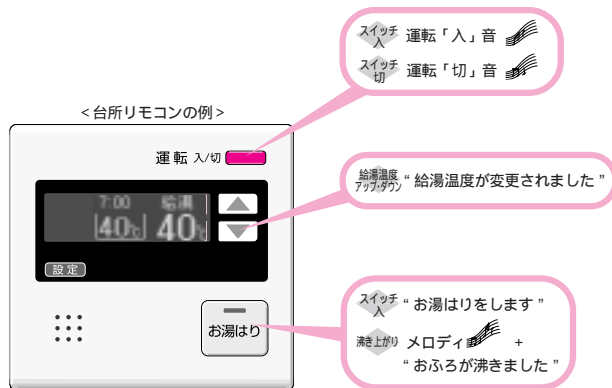 スイッチ入 運転「入」音
スイッチ切 運転「切」音
<台所リモコンの例>
運転 入/切
7:00 給湯
40℃ 40℃
給湯温度アップ・ダウン “給湯温度が変更されました”
設定
お湯はり
スイッチ入 “お湯はりをします”
沸き上がり メロディ +
“おふろが沸きました”